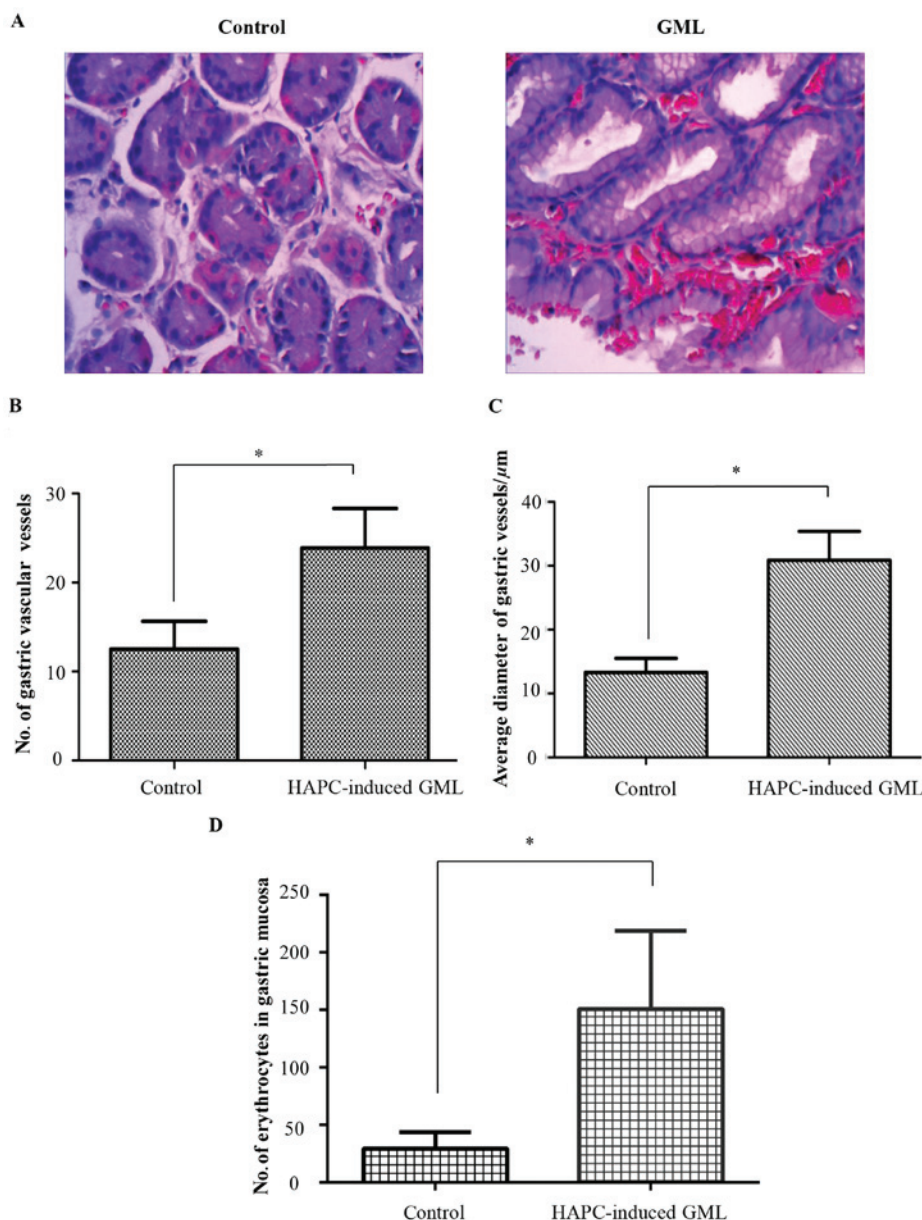 A
Control
GML
B
*
No. of gastric vascular vessels
30
20
10
0
Control
HAPC-induced GML
C
*
Average diameter of gastric vessels/µm
40
30
20
10
0
Control
HAPC-induced GML
D
*
No. of erythrocytes in gastric mucosa
250
200
150
100
50
0
Control
HAPC-induced GML